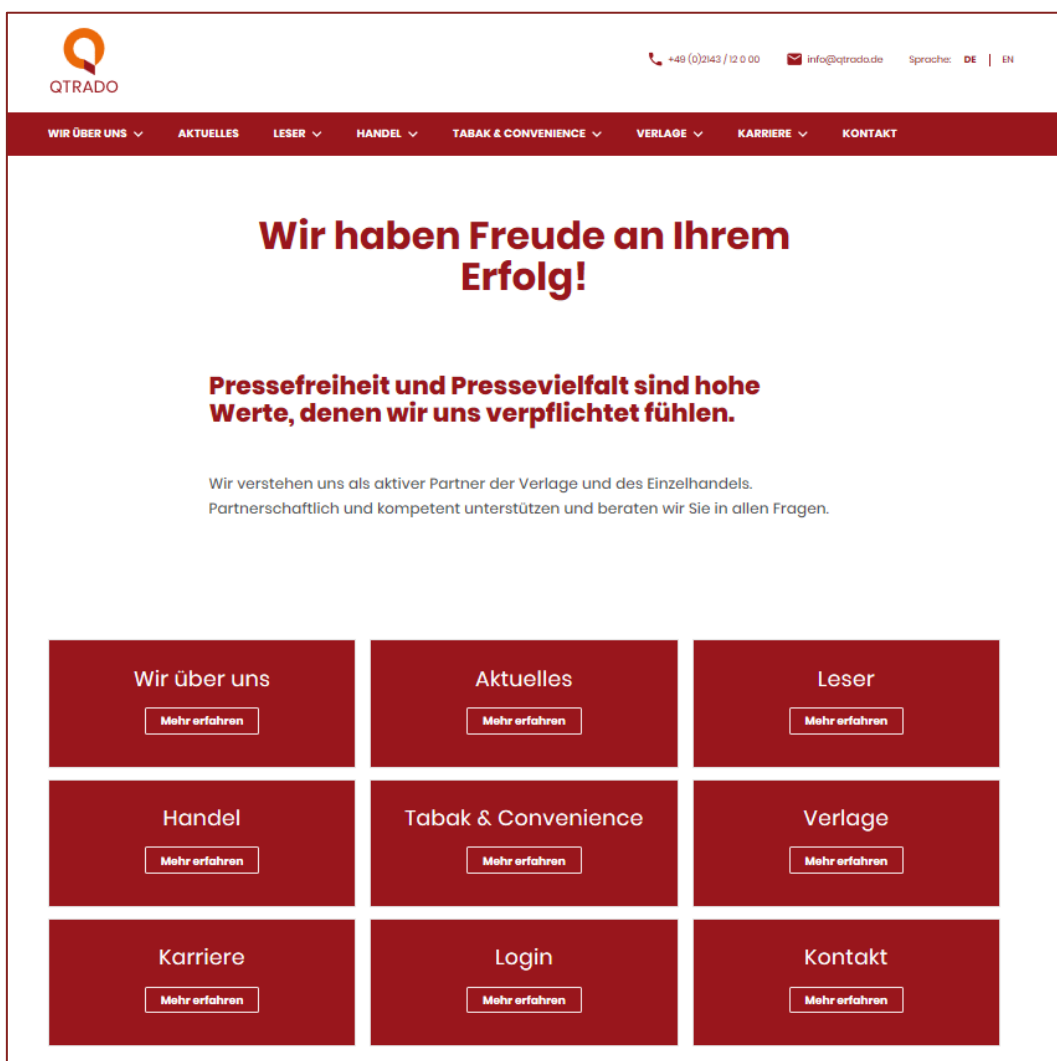 QTRADO
+49 (0)2143 / 12 0 00 info@qtrado.de Sprache: DE | EN
WIR ÜBER UNS AKTUELLES LESER HANDEL TABAK & CONVENIENCE VERLAGE KARRIERE KONTAKT
Wir haben Freude an Ihrem
Erfolg!
Pressefreiheit und Pressevielfalt sind hohe
Werte, denen wir uns verpflichtet fühlen.
Wir verstehen uns als aktiver Partner der Verlage und des Einzelhandels.
Partnerschaftlich und kompetent unterstützen und beraten wir Sie in allen Fragen.
Wir über uns Aktuelles Leser
Mehr erfahren Mehr erfahren Mehr erfahren
Handel Tabak & Convenience Verlage
Mehr erfahren Mehr erfahren Mehr erfahren
Karriere Login Kontakt
Mehr erfahren Mehr erfahren Mehr erfahren